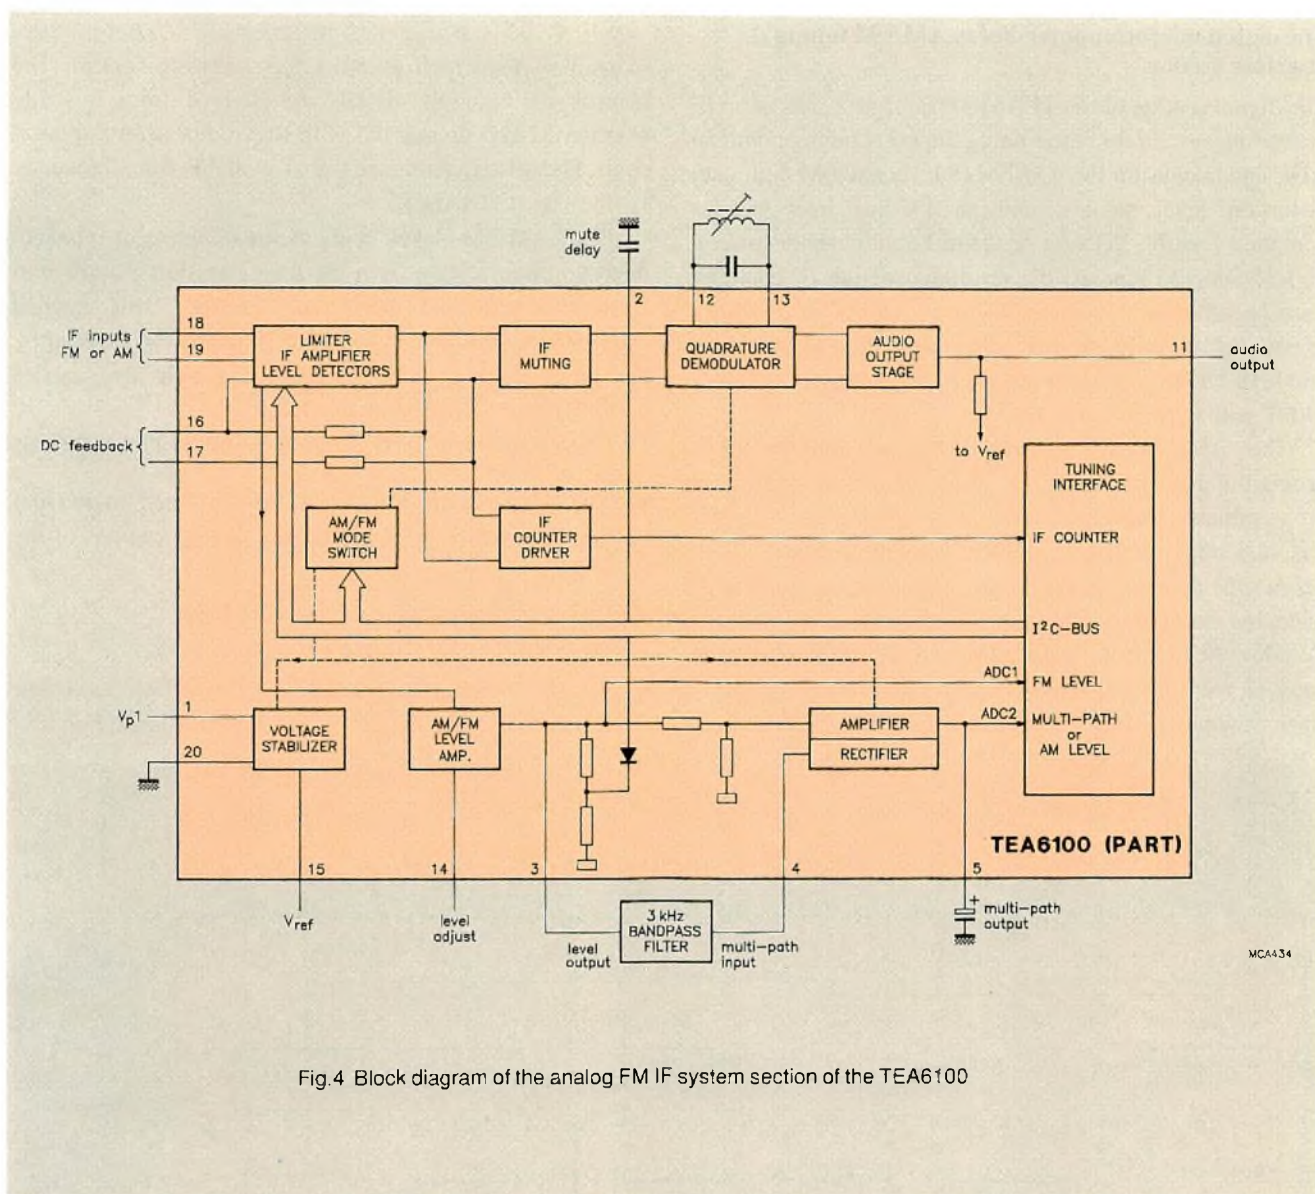 mute
delay
2
12
13
IF inputs
FM or AM
18
19
LIMITER
IF AMPLIFIER
LEVEL DETECTORS
IF
MUTING
QUADRATURE
DEMODULATOR
AUDIO
OUTPUT
STAGE
11
audio
output
DC feedback
16
17
to Vref
TUNING
INTERFACE
AM/FM
MODE
SWITCH
IF
COUNTER
DRIVER
IF COUNTER
I²C-BUS
ADC1
FM LEVEL
Vp1
1
20
VOLTAGE
STABILIZER
AM/FM
LEVEL
AMP.
AMPLIFIER
RECTIFIER
ADC2
MULTI-PATH
or
AM LEVEL
TEA6100 (PART)
15
14
3
4
5
Vref
level
adjust
level
output
3 kHz
BANDPASS
FILTER
multi-path
input
+
multi-path
output
MCA434
Fig.4 Block diagram of the analog FM IF system section of the TEA6100